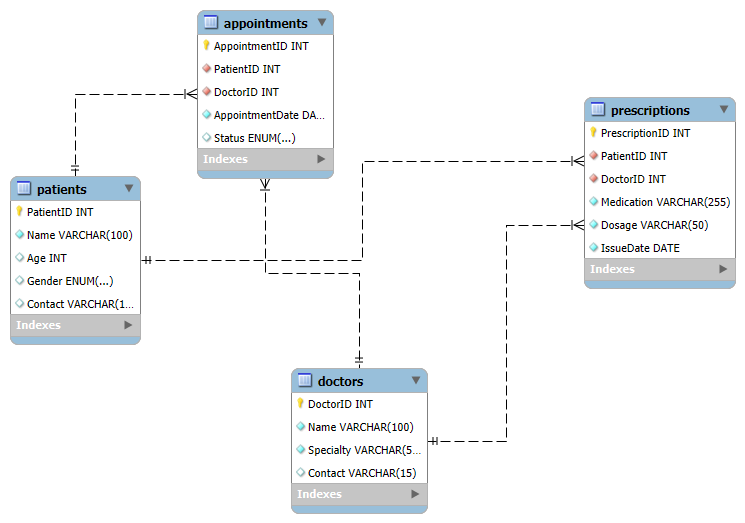 appointments
AppointmentID INT
PatientID INT
DoctorID INT
AppointmentDate DA...
Status ENUM(...)
Indexes
patients
PatientID INT
Name VARCHAR(100)
Age INT
Gender ENUM(...)
Contact VARCHAR(1...
Indexes
prescriptions
PrescriptionID INT
PatientID INT
DoctorID INT
Medication VARCHAR(255)
Dosage VARCHAR(50)
IssueDate DATE
Indexes
doctors
DoctorID INT
Name VARCHAR(100)
Specialty VARCHAR(5...
Contact VARCHAR(15)
Indexes